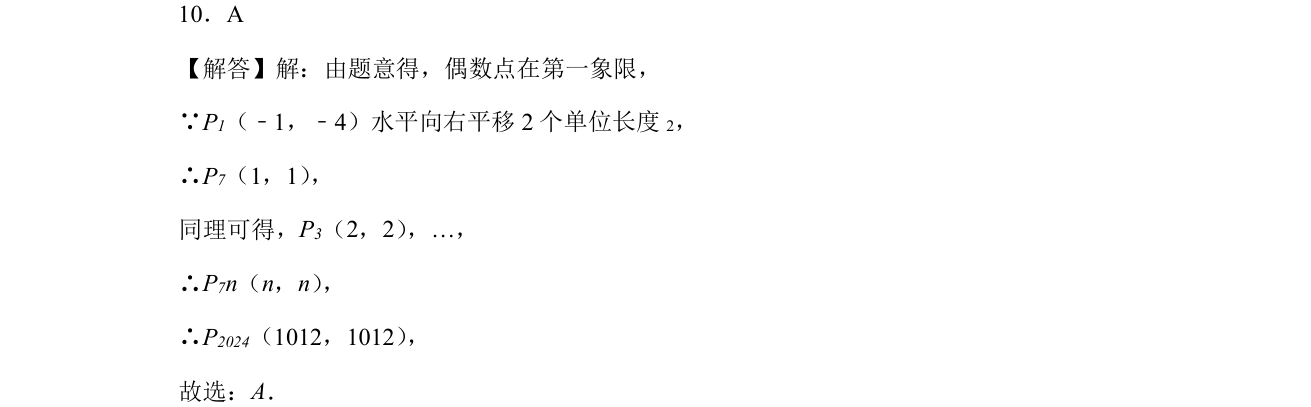 10．A
【解答】解：由题意得，偶数点在第一象限，
∵P1（﹣1，﹣4）水平向右平移 2 个单位长度 2，
∴P7（1，1），
同理可得，P3（2，2），…，
∴P7n（n，n），
∴P2024（1012，1012），
故选：A．